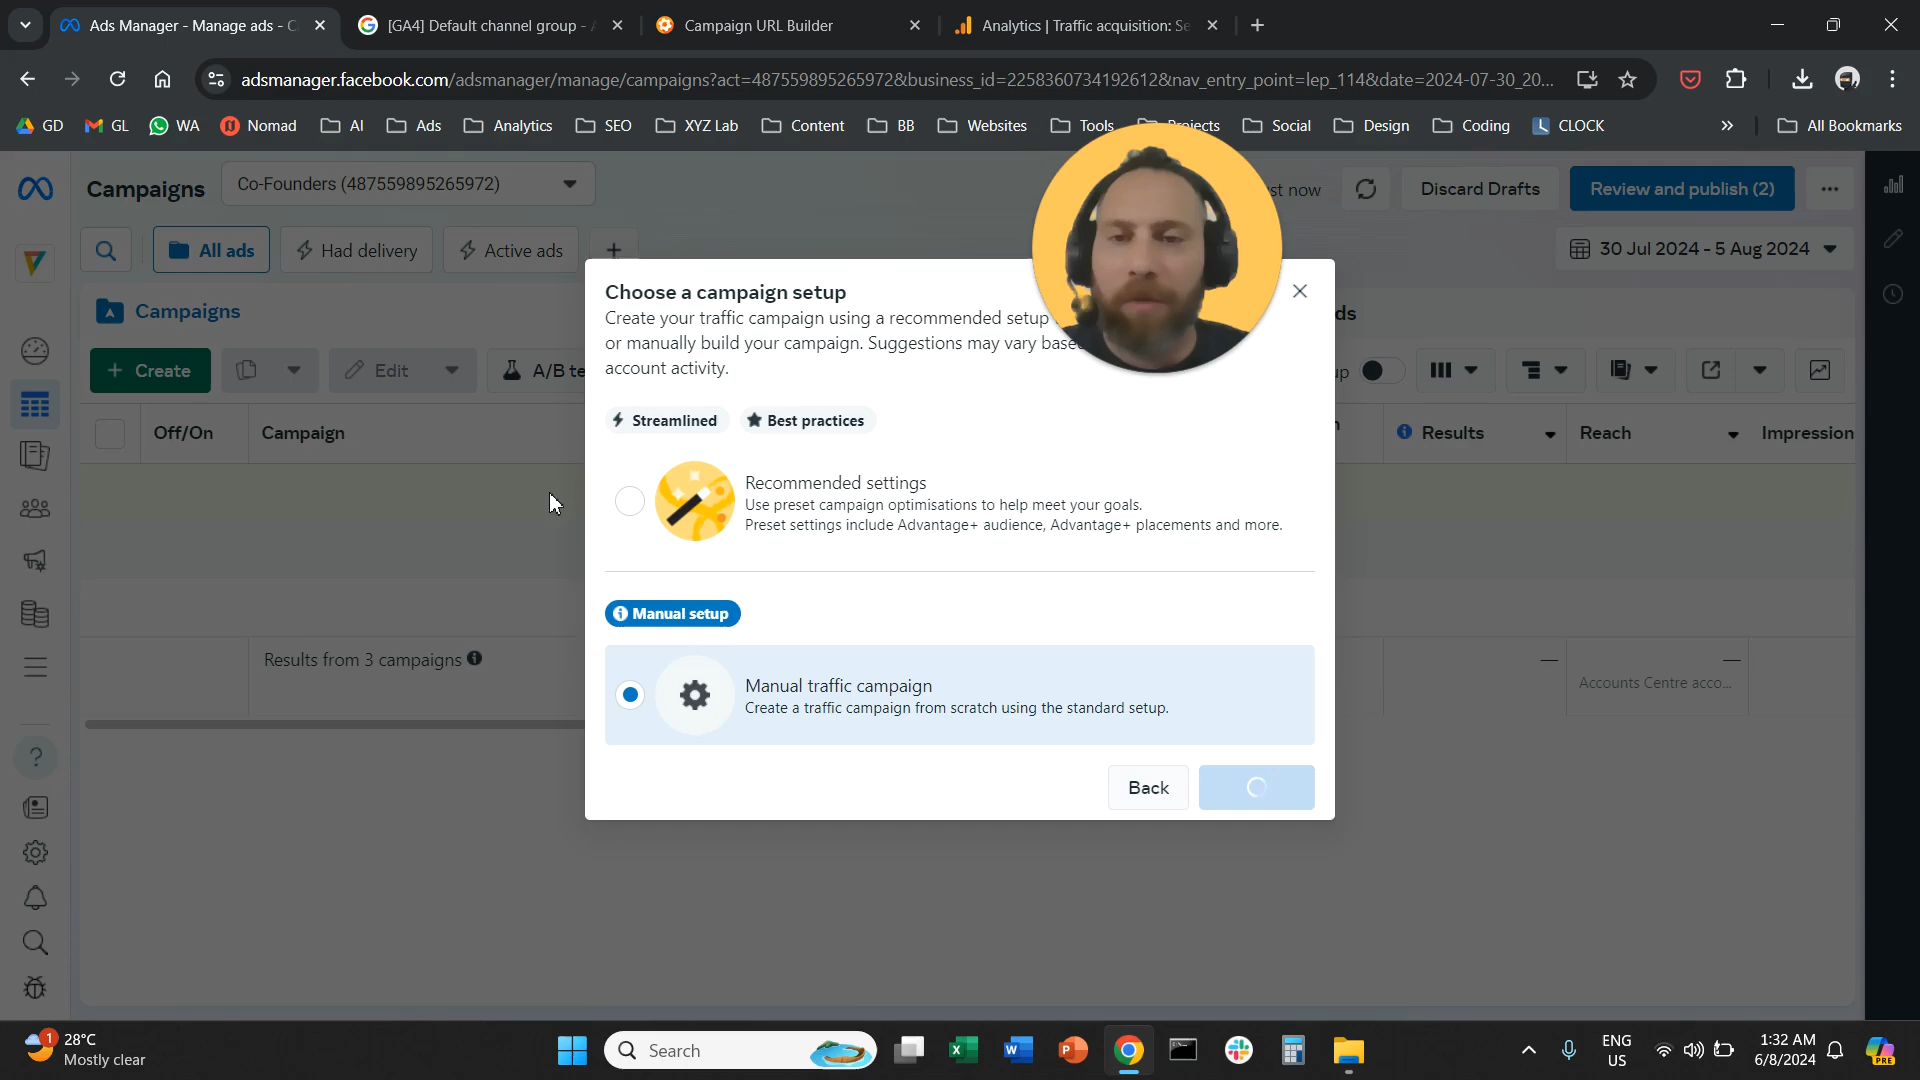 Ads Manager - Manage ads - C
[GA4] Default channel group - A
Campaign URL Builder
Analytics | Traffic acquisition: Se
adsmanager.facebook.com/adsmanager/manage/campaigns?act=487559895265972&business_id=2258360734192612&nav_entry_point=lep_114&date=2024-07-30_20...
GD
GL
WA
Nomad
AI
Ads
Analytics
SEO
XYZ Lab
Content
BB
Websites
Tools
Projects
Social
Design
Coding
CLOCK
All Bookmarks
Campaigns
Co-Founders (487559895265972)
st now
Discard Drafts
Review and publish (2)
All ads
Had delivery
Active ads
30 Jul 2024 - 5 Aug 2024
Campaigns
ds
Create
Edit
A/B te
up
Off/On
Campaign
Results
Reach
Impression
Results from 3 campaigns
—
—
Accounts Centre acco...
Choose a campaign setup
Create your traffic campaign using a recommended setup
or manually build your campaign. Suggestions may vary base
account activity.
Streamlined
Best practices
Recommended settings
Use preset campaign optimisations to help meet your goals.
Preset settings include Advantage+ audience, Advantage+ placements and more.
Manual setup
Manual traffic campaign
Create a traffic campaign from scratch using the standard setup.
Back
1
28°C
Mostly clear
Search
ENG
US
1:32 AM
6/8/2024
PRE